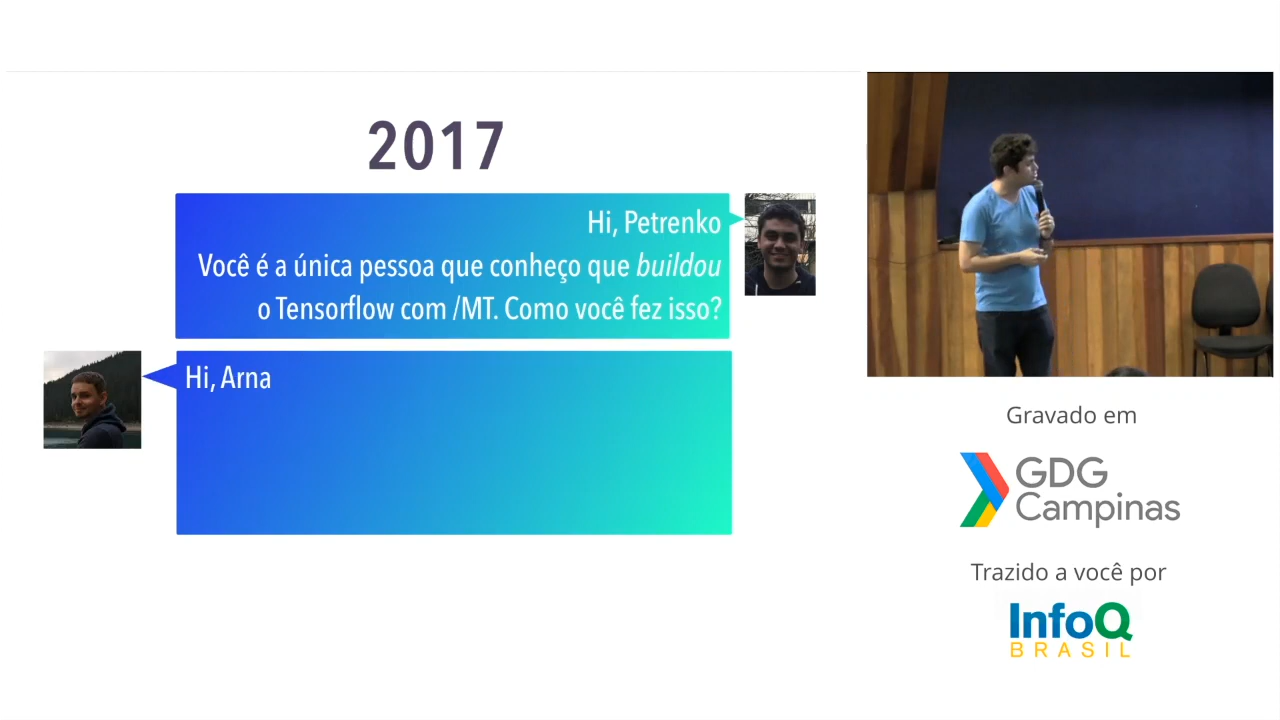 2017
Hi, Petrenko
Você é a única pessoa que conheço que buildou
o Tensorflow com /MT. Como você fez isso?
Hi, Arna
Gravado em
GDG
Campinas
Trazido a você por
InfoQ
BRASIL